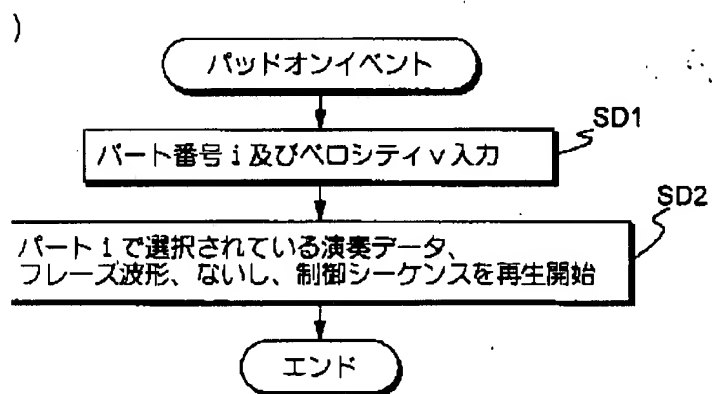 )
パッドオンイベント
SD1
パート番号i及びベロシティv入力
SD2
パートiで選択されている演奏データ、
フレーズ波形、ないし、制御シーケンスを再生開始
エンド